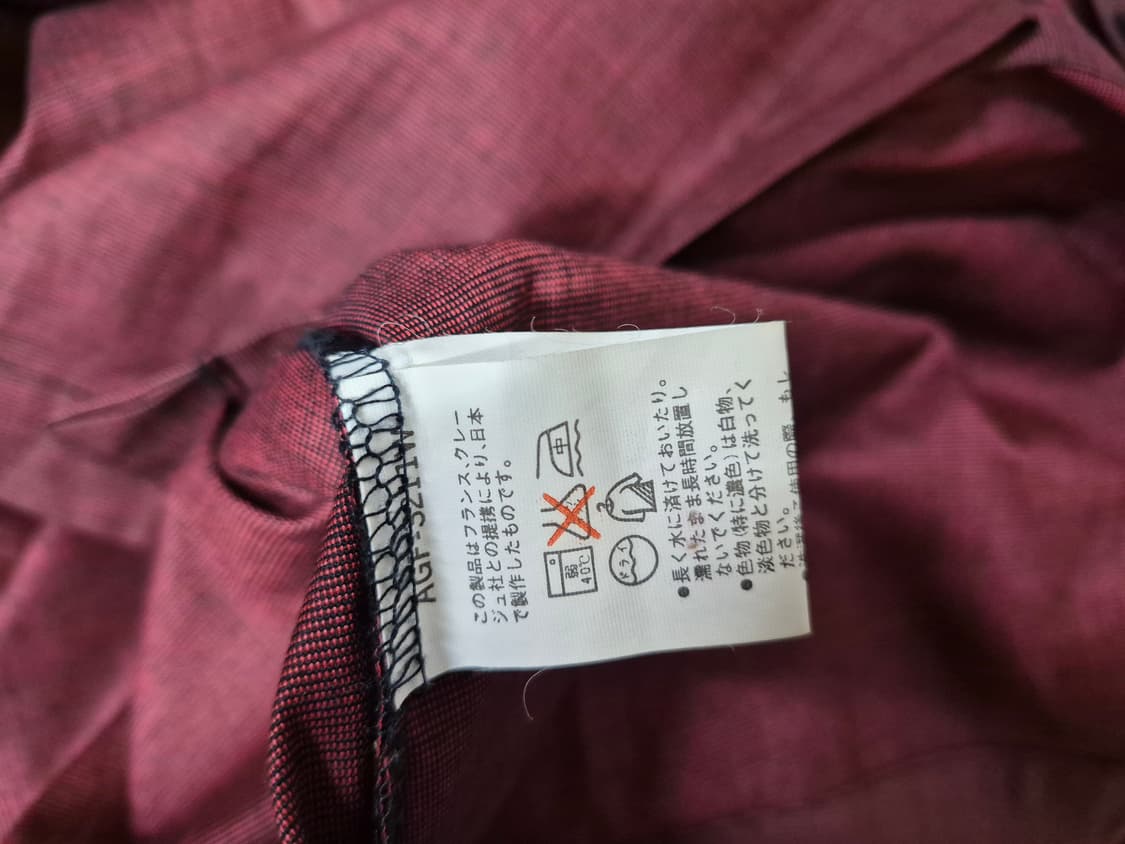 AGF-521
この製品はフランス、クレー
ジュ社との提携により、日本
で製作したものです。
弱
40℃
中
ドライ
●長く水に漬けておいたり。
濡れたまま長時間放置し
ないでください。
●色物(特に濃色)は白物、
淡色物と分けて洗ってく
ださい。